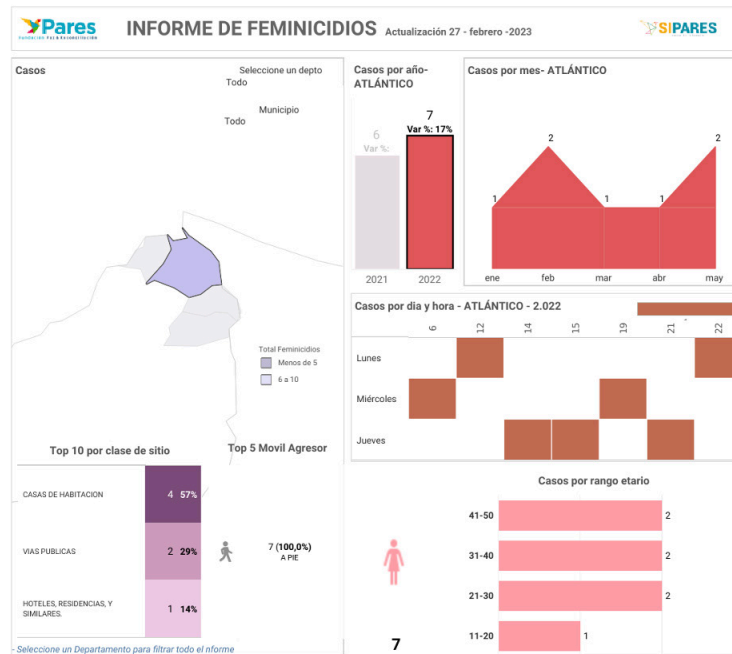 Pares
FUNDACIÓN PAZ & RECONCILIACIÓN
INFORME DE FEMINICIDIOS Actualización 27 - febrero -2023
SIPARES
Casos
Seleccione un depto
Todo
Municipio
Todo
Total Feminicidios
Menos de 5
6 a 10
Casos por año-
ATLÁNTICO
6
Var %:
7
Var %: 17%
2021
2022
Casos por mes- ATLÁNTICO
1
2
1
1
2
ene
feb
mar
abr
may
Casos por dia y hora - ATLÁNTICO - 2.022
6
12
14
15
19
21
22
Lunes
Miércoles
Jueves
Top 10 por clase de sitio
CASAS DE HABITACION
4 57%
VIAS PUBLICAS
2 29%
HOTELES, RESIDENCIAS, Y
SIMILARES.
1 14%
Top 5 Movil Agresor
7 (100,0%)
A PIE
7
Casos por rango etario
41-50
2
31-40
2
21-30
2
11-20
1
- Seleccione un Departamento para filtrar todo el nforme